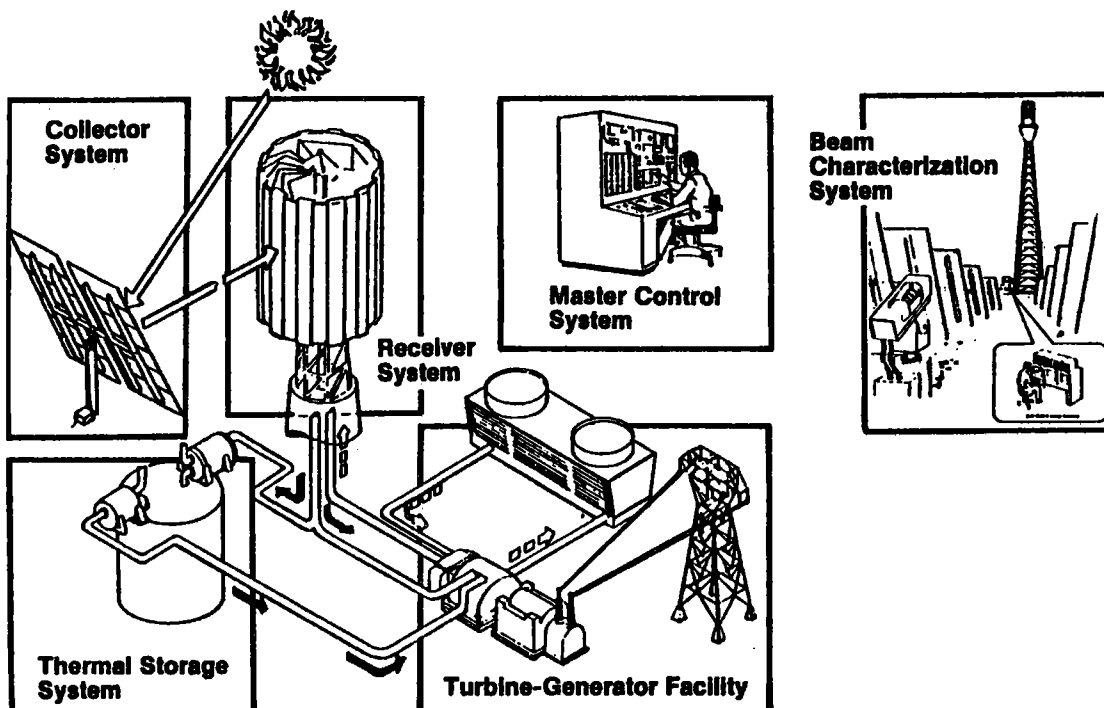 Collector
System
Receiver
System
Master Control
System
Beam
Characterization
System
Thermal Storage
System
Turbine-Generator Facility